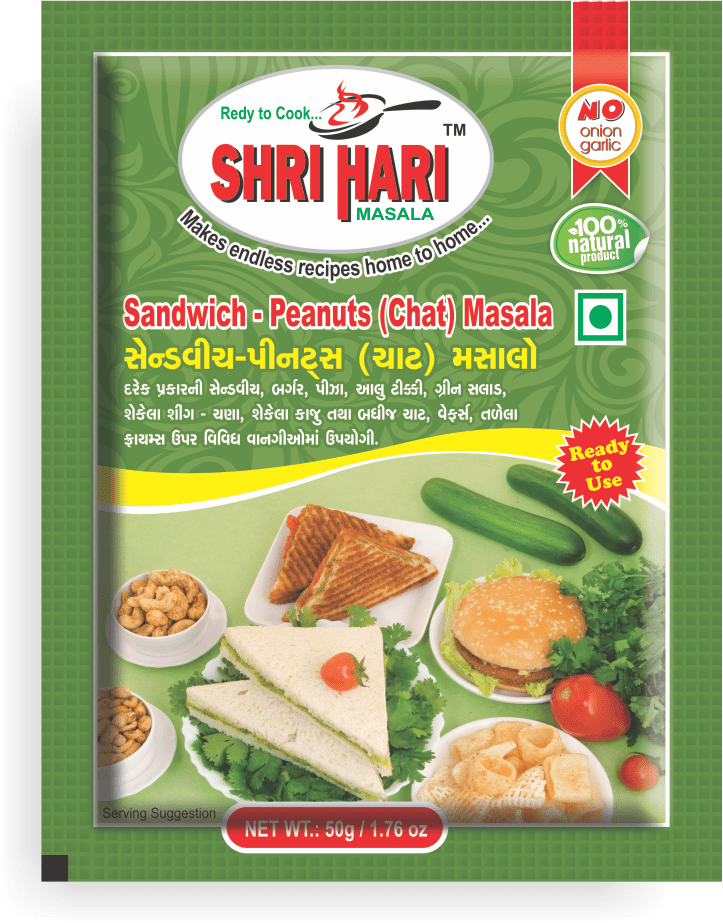 Redy to Cook...
NO
onion
garlic
SHRI HARI
TM
MASALA
Makes endless recipes home to home...
100%
natural
product
Sandwich - Peanuts (Chat) Masala
સેન્ડવીચ-પીનટ્સ (ચાટ) મસાલો
દરેક પ્રકારની સેન્ડવીચ, બર્ગર, પીઝા, આલુ ટીક્કી, ગ્રીન સલાડ,
શેકેલા શીંગ - ચણા, શેકેલા કાજુ તથા બધીજ ચાટ, વેફર્સ, તળેલા
ફ્રાયમ્સ ઉપર વિવિધ વાનગીઓમાં ઉપયોગી.
Ready
to
Use
Serving Suggestion
NET WT.: 50g / 1.76 oz